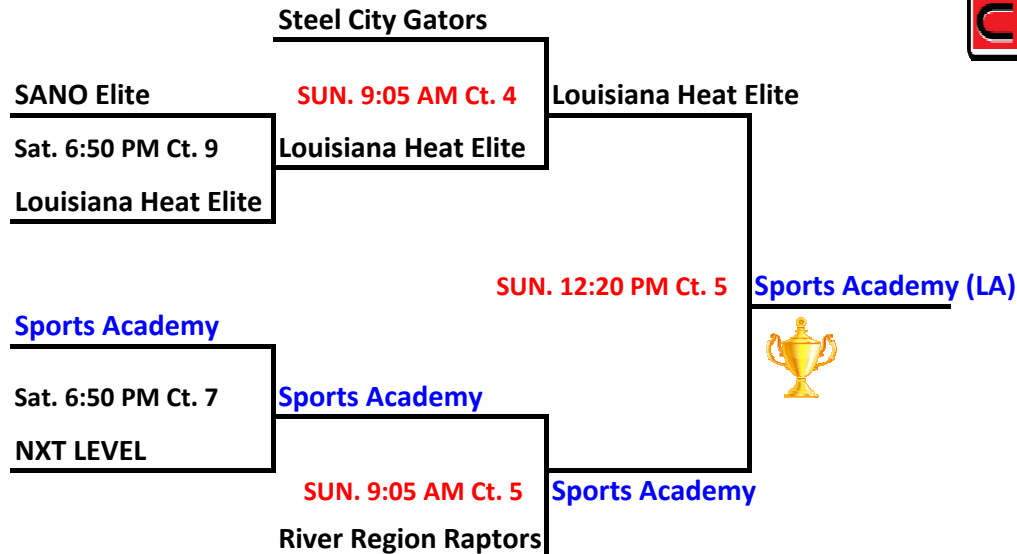 Steel City Gators
SANO Elite
SUN. 9:05 AM Ct. 4
Louisiana Heat Elite
Sat. 6:50 PM Ct. 9
Louisiana Heat Elite
Louisiana Heat Elite
SUN. 12:20 PM Ct. 5
Sports Academy (LA)
Sports Academy
Sat. 6:50 PM Ct. 7
Sports Academy
NXT LEVEL
SUN. 9:05 AM Ct. 5
Sports Academy
River Region Raptors